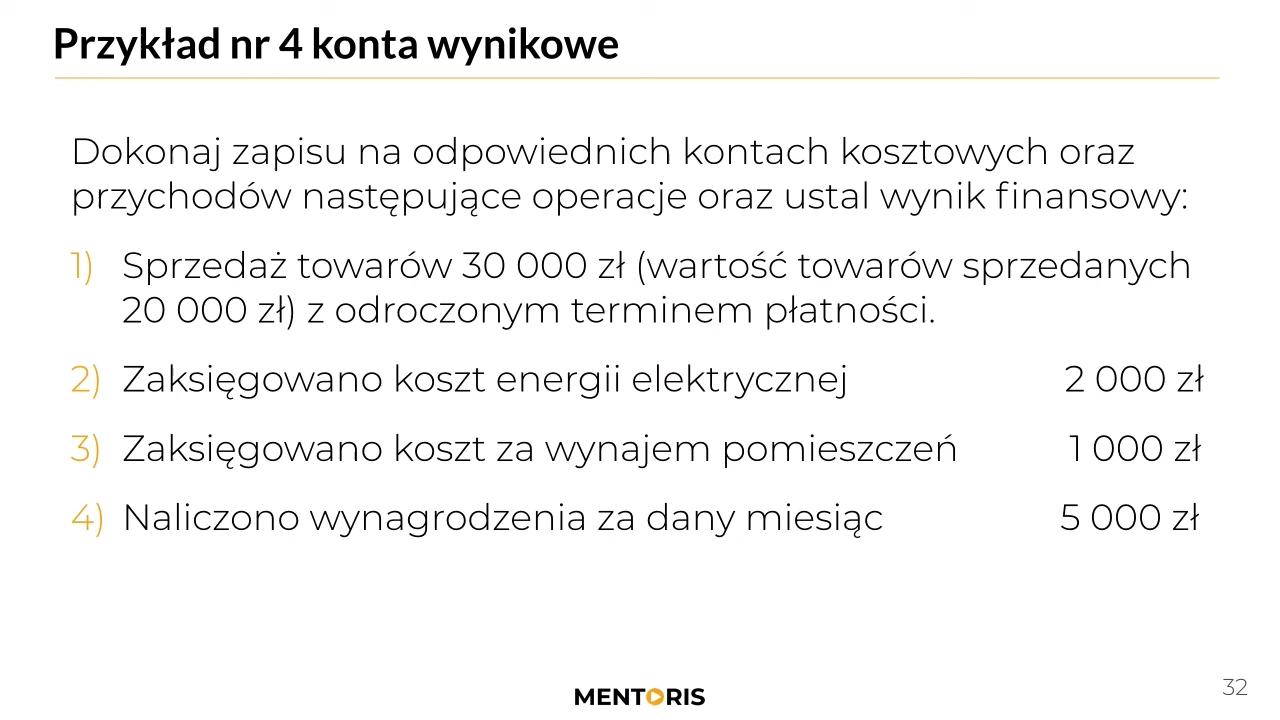 Przykład nr 4 konta wynikowe
Dokonaj zapisu na odpowiednich kontach kosztowych oraz
przychodów następujące operacje oraz ustal wynik finansowy:
1) Sprzedaż towarów 30 000 zł (wartość towarów sprzedanych
20 000 zł) z odroczonym terminem płatności.
2) Zaksięgowano koszt energii elektrycznej 2 000 zł
3) Zaksięgowano koszt za wynajem pomieszczeń 1 000 zł
4) Naliczono wynagrodzenia za dany miesiąc 5 000 zł
MENTORIS
32